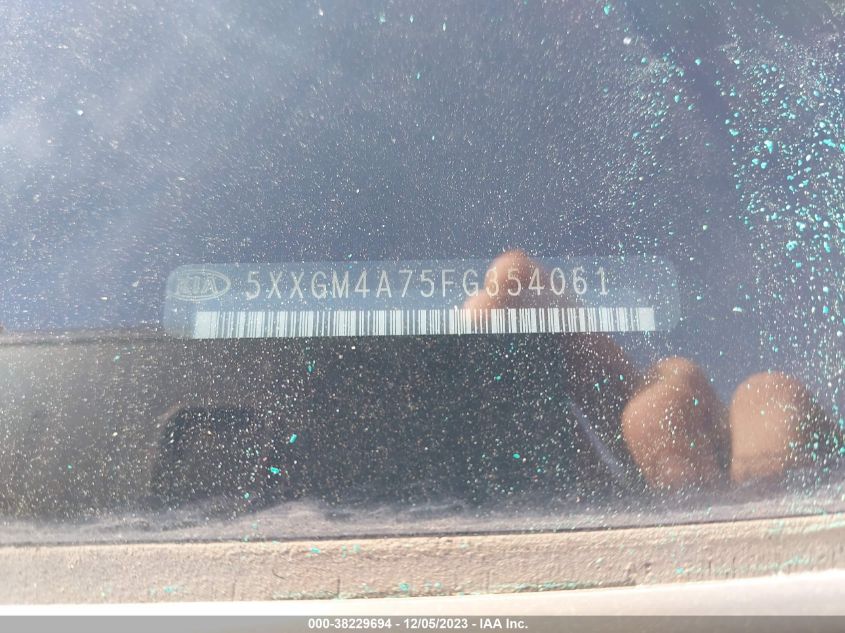 KIA 5XXGM4A75FG354061
000-38229694 - 12/05/2023 - IAA Inc.